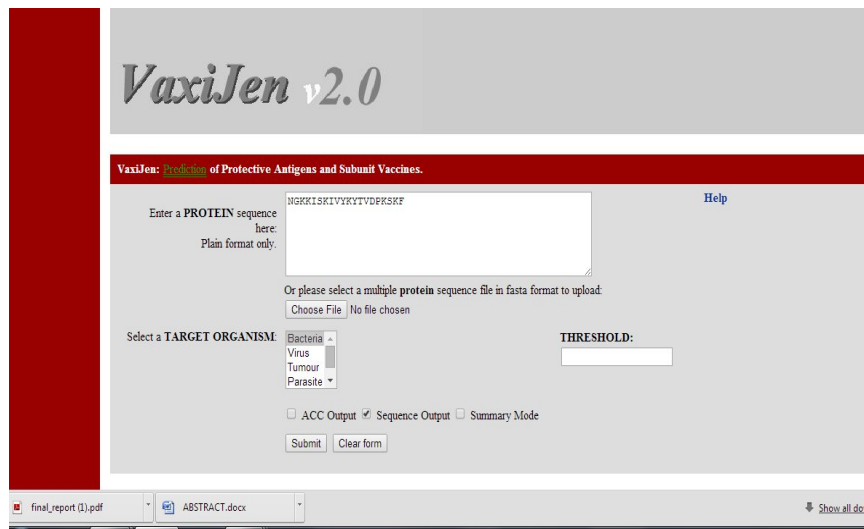 VaxiJen v2.0
VaxiJen: Prediction of Protective Antigens and Subunit Vaccines.
Enter a PROTEIN sequence
here:
Plain format only.
NGKKISKIVYKYTVDPKSKF
Help
Or please select a multiple protein sequence file in fasta format to upload:
Choose File No file chosen
Select a TARGET ORGANISM:
Bacteria
Virus
Tumour
Parasite
THRESHOLD:
ACC Output Sequence Output Summary Mode
Submit Clear form
final_report (1).pdf ABSTRACT.docx Show all do